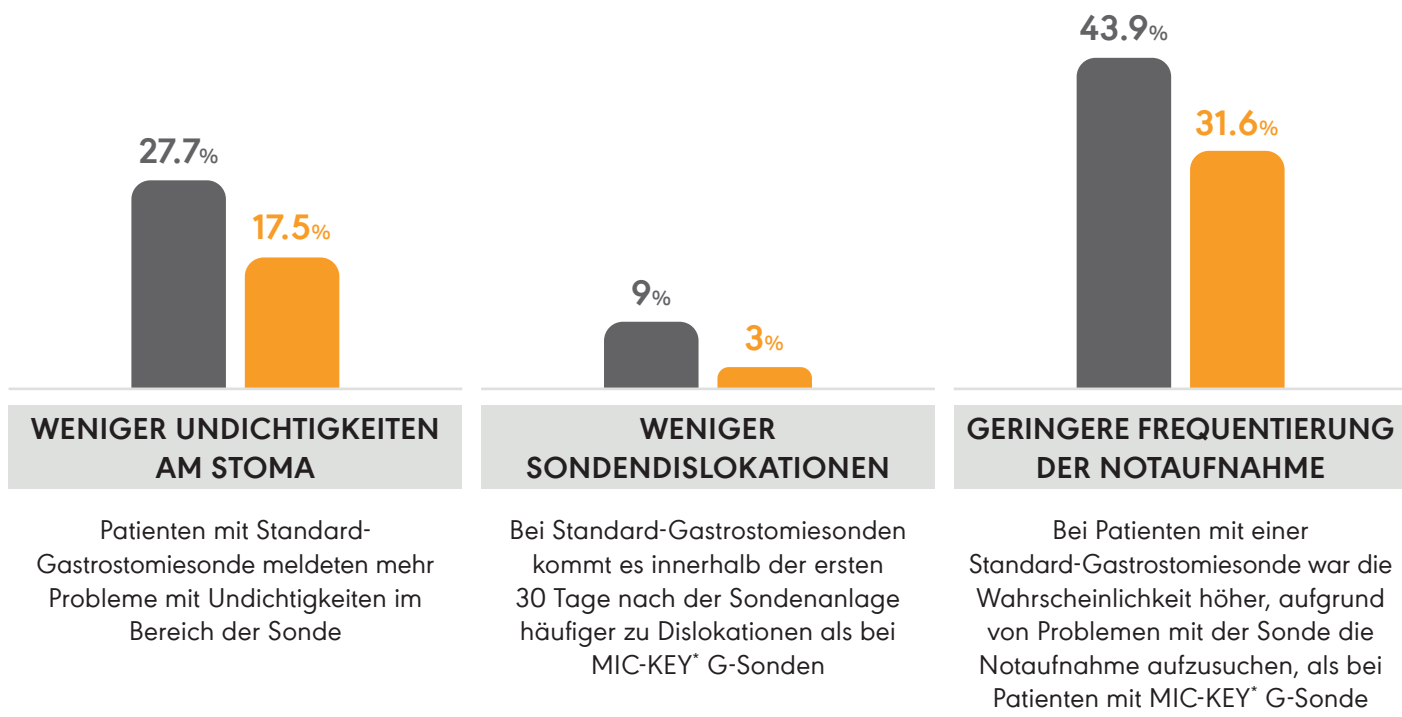 27.7%
17.5%
WENIGER UNDICHTIGKEITEN
AM STOMA
Patienten mit Standard-
Gastrostomiesonde meldeten mehr
Probleme mit Undichtigkeiten im
Bereich der Sonde
9%
3%
WENIGER
SONDENDISLOKATIONEN
Bei Standard-Gastrostomiesonden
kommt es innerhalb der ersten
30 Tage nach der Sondenanlage
häufiger zu Dislokationen als bei
MIC-KEY* G-Sonden
43.9%
31.6%
GERINGERE FREQUENTIERUNG
DER NOTAUFNAHME
Bei Patienten mit einer
Standard-Gastrostomiesonde war die
Wahrscheinlichkeit höher, aufgrund
von Problemen mit der Sonde die
Notaufnahme aufzusuchen, als bei
Patienten mit MIC-KEY* G-Sonde